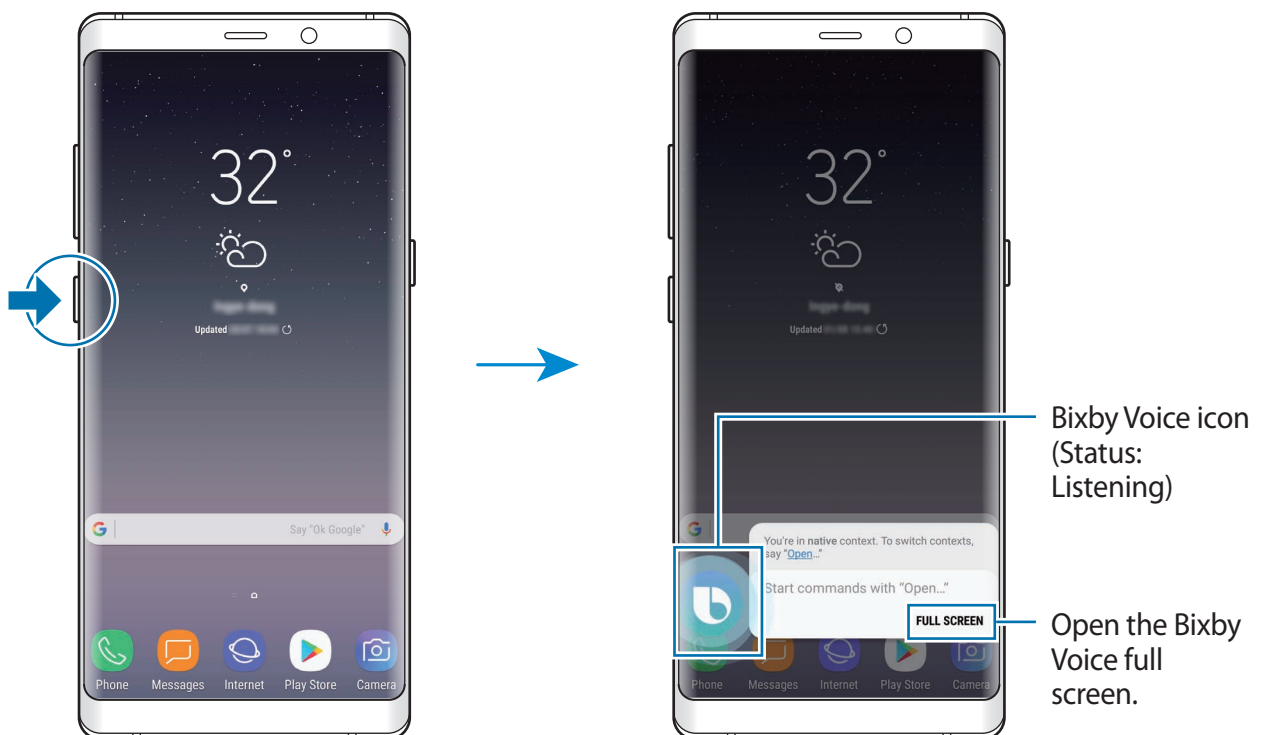 32°
Updated
G
Say "Ok Google"
Phone Messages Internet Play Store Camera
32°
Updated
G
You're in native context. To switch contexts,
say "Open…"
Start commands with "Open…"
FULL SCREEN
Phone Messages Internet Play Store Camera
Bixby Voice icon
(Status:
Listening)
Open the Bixby
Voice full
screen.